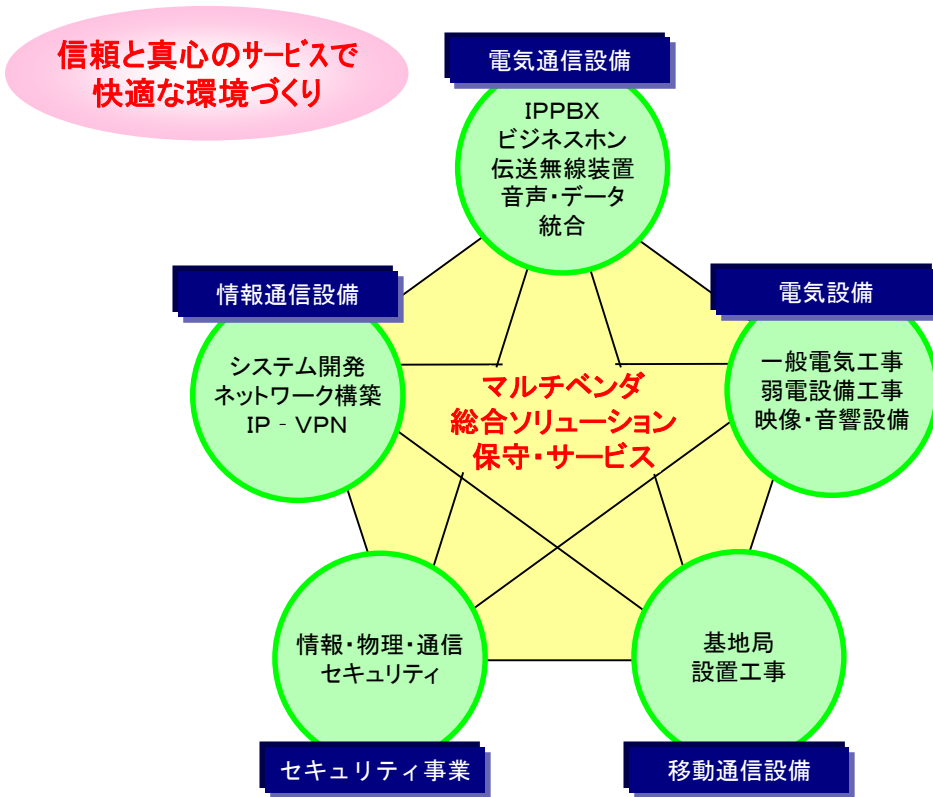 信頼と真心のサービスで
快適な環境づくり
電気通信設備
IPPBX
ビジネスホン
伝送無線装置
音声・データ
統合
情報通信設備
システム開発
ネットワーク構築
IP‐VPN
電気設備
一般電気工事
弱電設備工事
映像・音響設備
マルチベンダ
総合ソリューション
保守・サービス
情報・物理・通信
セキュリティ
セキュリティ事業
基地局
設置工事
移動通信設備